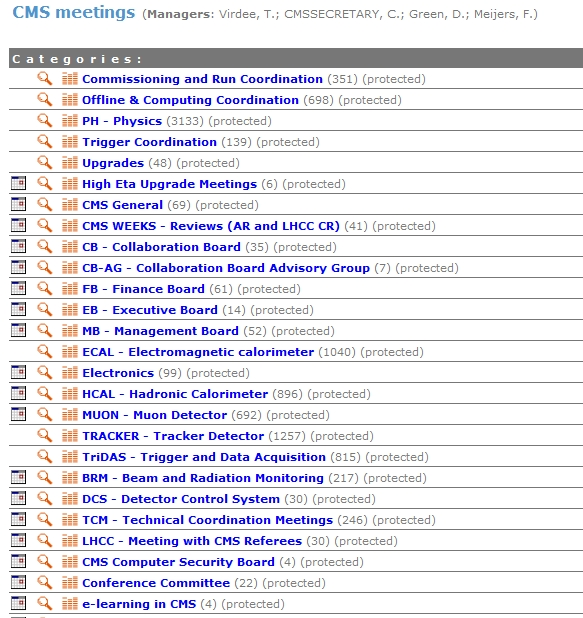 CMS meetings (Managers: Virdee, T.; CMSSECRETARY, C.; Green, D.; Meijers, F.)
Categories:
Commissioning and Run Coordination (351) (protected)
Offline & Computing Coordination (698) (protected)
PH - Physics (3133) (protected)
Trigger Coordination (139) (protected)
Upgrades (48) (protected)
High Eta Upgrade Meetings (6) (protected)
CMS General (69) (protected)
CMS WEEKS - Reviews (AR and LHCC CR) (41) (protected)
CB - Collaboration Board (35) (protected)
CB-AG - Collaboration Board Advisory Group (7) (protected)
FB - Finance Board (61) (protected)
EB - Executive Board (14) (protected)
MB - Management Board (52) (protected)
ECAL - Electromagnetic calorimeter (1040) (protected)
Electronics (99) (protected)
HCAL - Hadronic Calorimeter (896) (protected)
MUON - Muon Detector (692) (protected)
TRACKER - Tracker Detector (1257) (protected)
TriDAS - Trigger and Data Acquisition (815) (protected)
BRM - Beam and Radiation Monitoring (217) (protected)
DCS - Detector Control System (30) (protected)
TCM - Technical Coordination Meetings (246) (protected)
LHCC - Meeting with CMS Referees (30) (protected)
CMS Computer Security Board (4) (protected)
Conference Committee (22) (protected)
e-learning in CMS (4) (protected)